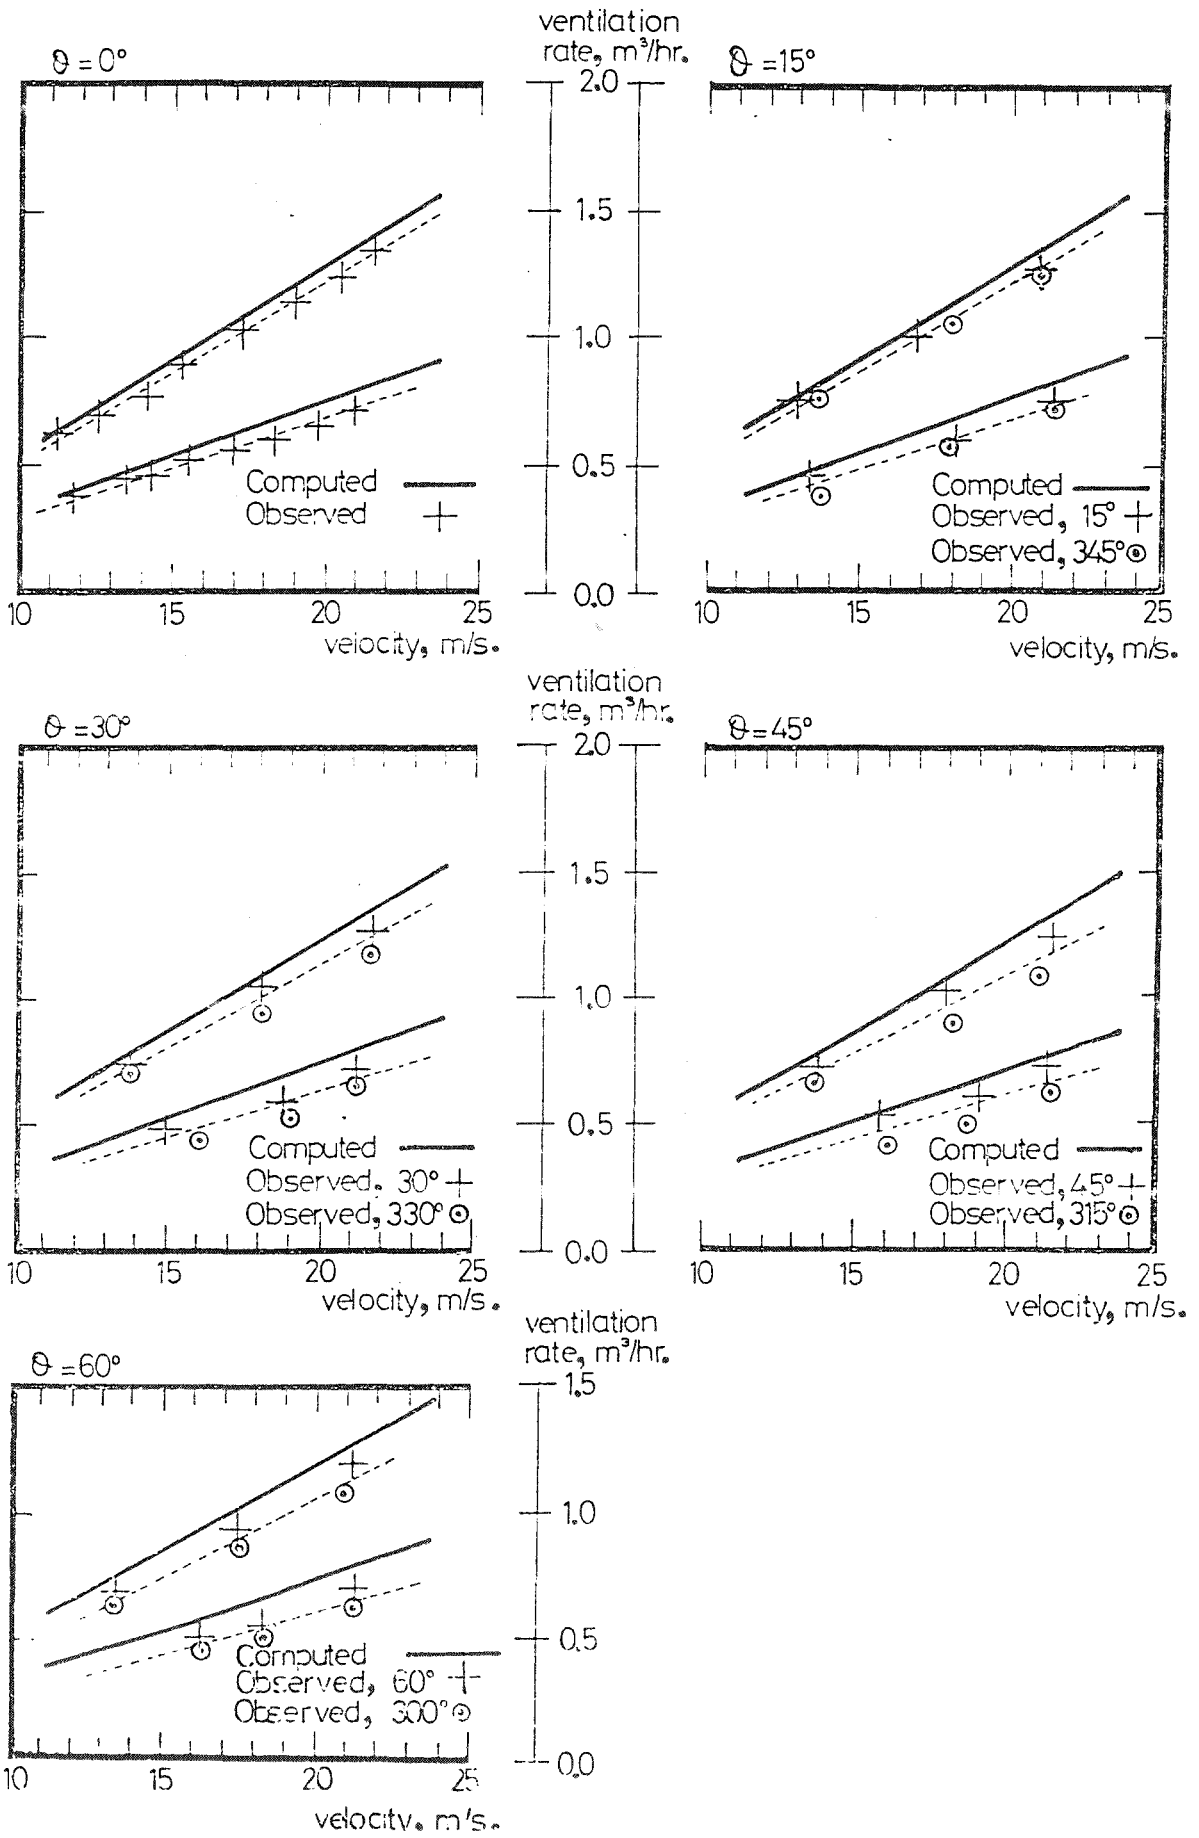 ventilation
rate, m³/hr.
ϑ = 0°
ϑ = 15°
2.0
1.5
1.0
0.5
0.0
Computed
Observed
Computed
Observed, 15°
Observed, 345°
10 15 20 25
velocity, m/s.
10 15 20 25
velocity, m/s.
ventilation
rate, m³/hr.
ϑ = 30°
ϑ = 45°
2.0
1.5
1.0
0.5
0.0
Computed
Observed. 30°
Observed, 330°
Computed
Observed, 45°
Observed, 315°
10 15 20 25
velocity, m/s.
10 15 20 25
velocity, m/s.
ventilation
rate, m³/hr.
ϑ = 60°
1.5
1.0
0.5
0.0
Computed
Observed, 60°
Observed, 300°
10 15 20 25
velocity, m/s.